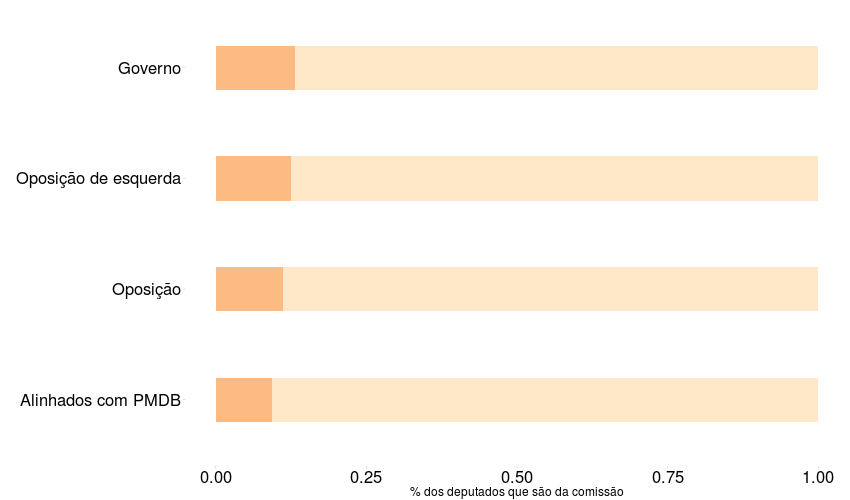 Governo
Oposição de esquerda
Oposição
Alinhados com PMDB
0.00 0.25 0.50 0.75 1.00
% dos deputados que são da comissão